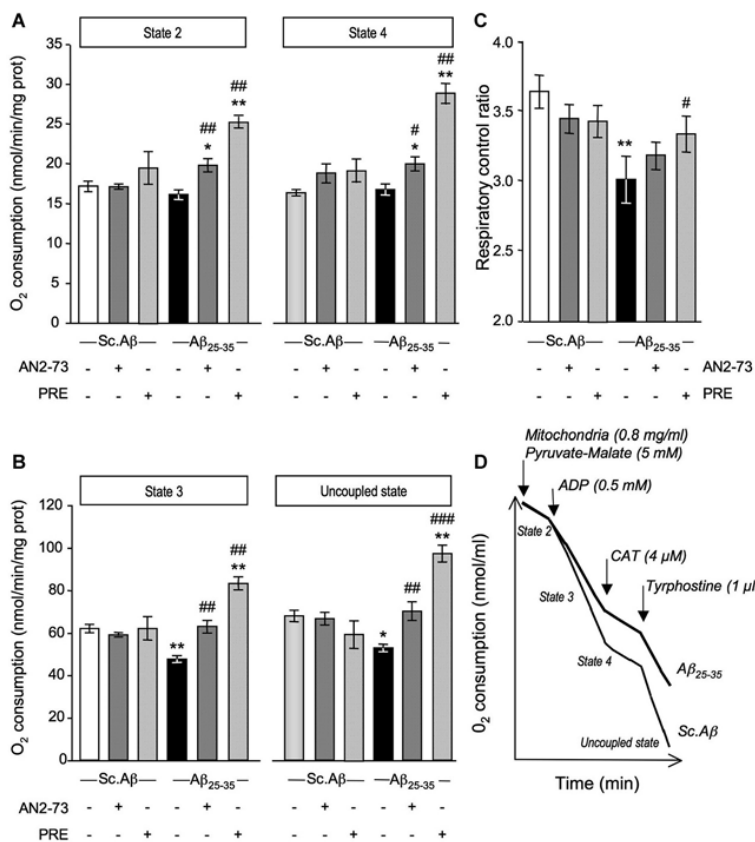 A
State 2
State 4
O2 consumption (nmol/min/mg prot)
35
30
25
20
15
10
5
0
##
**
##
*
##
**
#
*
—Sc.Aβ—
—Aβ25-35 —
—Sc.Aβ—
—Aβ25-35 —
AN2-73
- + - - + - - + - - + -
PRE
- - + - - + - - + - - +
C
Respiratory control ratio
4.0
3.5
3.0
2.5
2.0
**
#
—Sc.Aβ—
—Aβ25-35 —
- + - - + - AN2-73
- - + - - + PRE
B
State 3
Uncoupled state
O2 consumption (nmol/min/mg prot)
120
100
80
60
40
20
0
**
##
##
**
*
##
###
**
—Sc.Aβ—
—Aβ25-35 —
—Sc.Aβ—
—Aβ25-35 —
AN2-73
- + - - + - - + - - + -
PRE
- - + - - + - - + - - +
D
Mitochondria (0.8 mg/ml)
Pyruvate-Malate (5 mM)
ADP (0.5 mM)
CAT (4 µM)
Tyrphostine (1 µl
State 2
State 3
State 4
Uncoupled state
Aβ25-35
Sc.Aβ
02 consumption (nmol/ml)
Time (min)